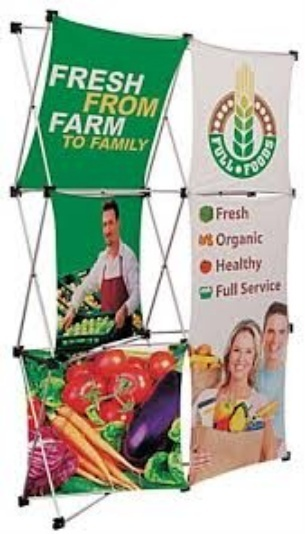 FRESH
FROM
FARM
TO FAMILY
FULL FOODS
Fresh
Organic
Healthy
Full Service